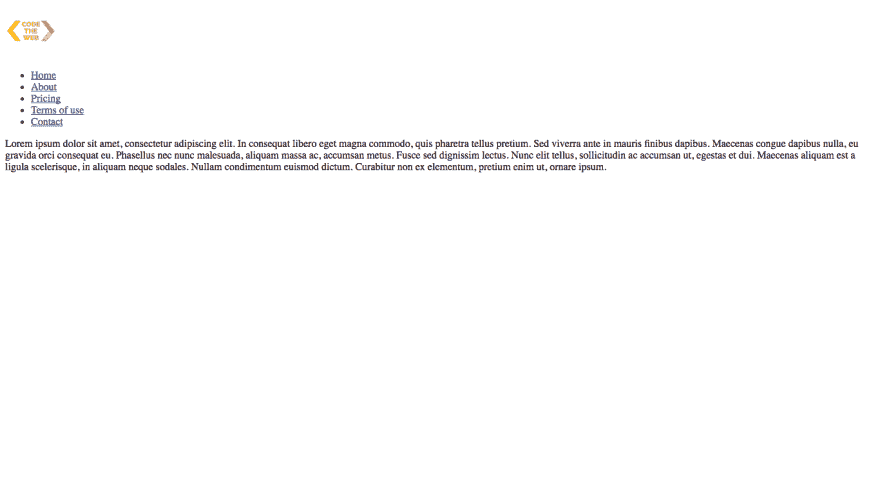 CODE
THE
WEB
Home
About
Pricing
Terms of use
Contact
Lorem ipsum dolor sit amet, consectetur adipiscing elit. In consequat libero eget magna commodo, quis pharetra tellus pretium. Sed viverra ante in mauris finibus dapibus. Maecenas congue dapibus nulla, eu
gravida orci consequat eu. Phasellus nec nunc malesuada, aliquam massa ac, accumsan metus. Fusce sed dignissim lectus. Nunc elit tellus, sollicitudin ac accumsan ut, egestas et dui. Maecenas aliquam est a
ligula scelerisque, in aliquam neque sodales. Nullam condimentum euismod dictum. Curabitur non ex elementum, pretium enim ut, ornare ipsum.